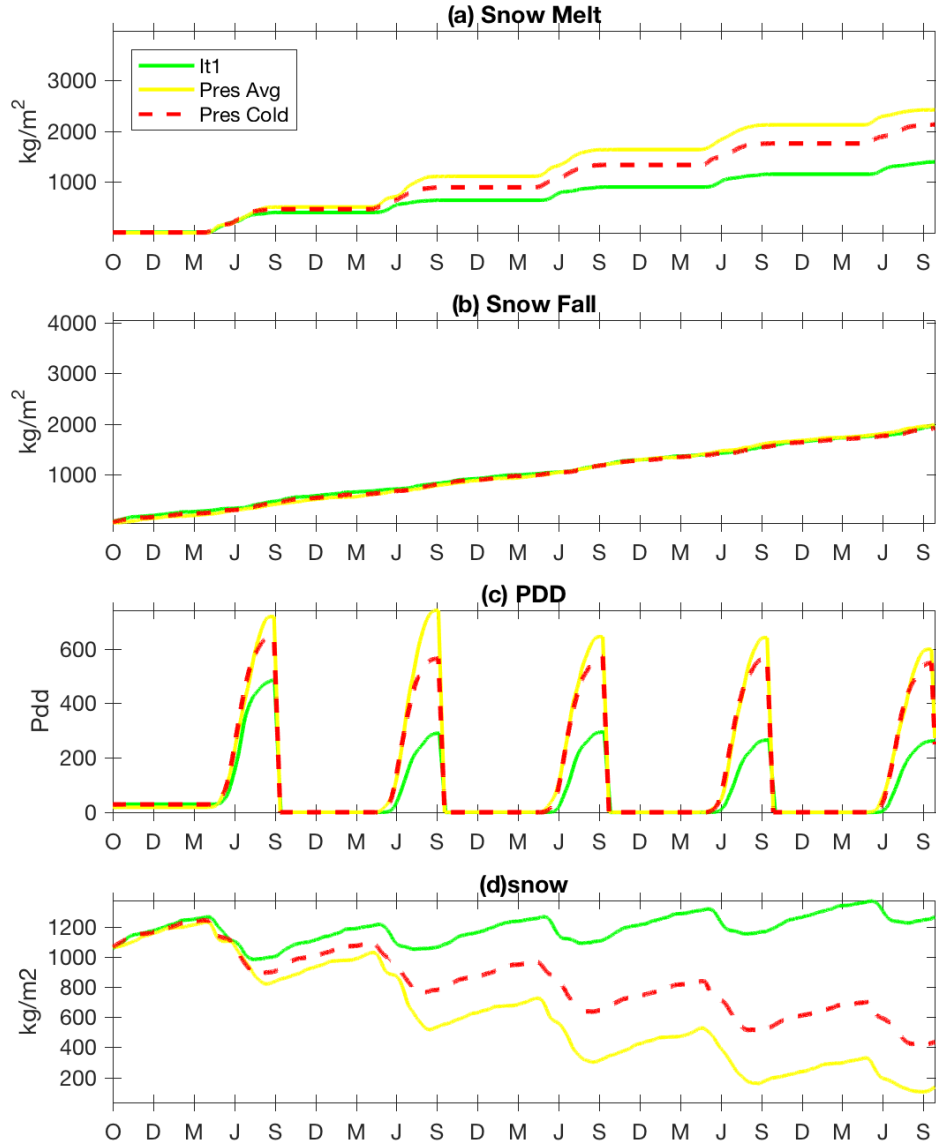 (a) Snow Melt
kg/m²
3000
2000
1000
It1
Pres Avg
Pres Cold
O D M J S D M J S D M J S D M J S D M J S
(b) Snow Fall
kg/m²
4000
3000
2000
1000
O D M J S D M J S D M J S D M J S D M J S
(c) PDD
Pdd
600
400
200
0
O D M J S D M J S D M J S D M J S D M J S
(d)snow
kg/m2
1200
1000
800
600
400
200
O D M J S D M J S D M J S D M J S D M J S